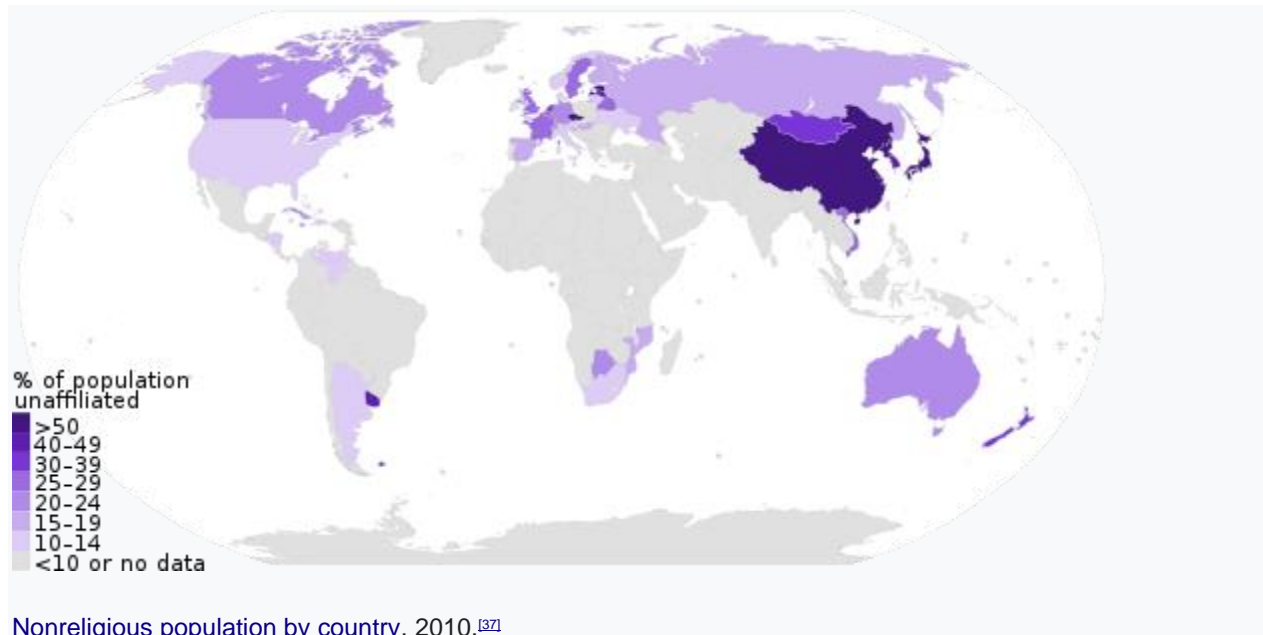 % of population
unaffiliated
>50
40–49
30–39
25–29
20–24
15–19
10–14
<10 or no data
Nonreligious population by country, 2010.[37]